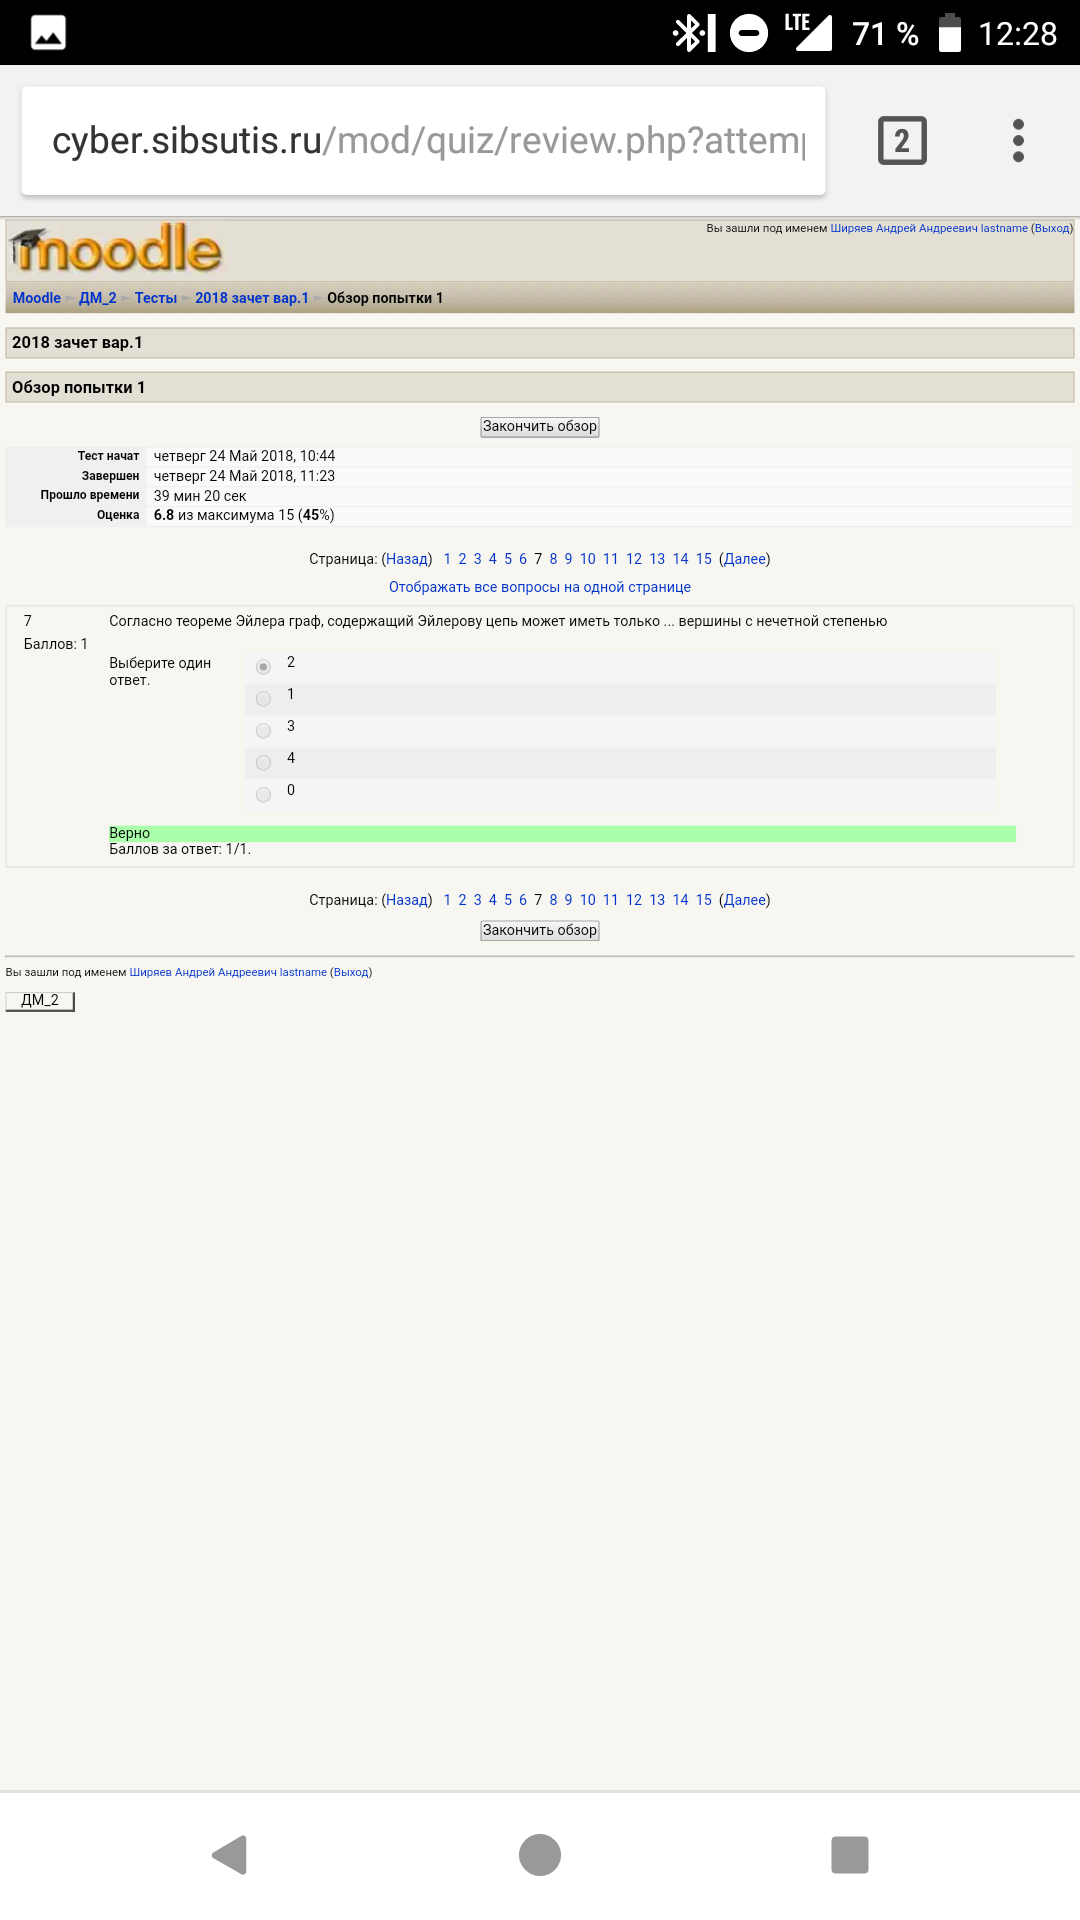 LTE 71 % 12:28
cyber.sibsutis.ru/mod/quiz/review.php?attem
2
moodle
Вы зашли под именем Ширяев Андрей Андреевич lastname (Выход)
Moodle ► ДМ_2 ► Тесты ► 2018 зачет вар.1 ► Обзор попытки 1
2018 зачет вар.1
Обзор попытки 1
Закончить обзор
Тест начат четверг 24 Май 2018, 10:44
Завершен четверг 24 Май 2018, 11:23
Прошло времени 39 мин 20 сек
Оценка 6.8 из максимума 15 (45%)
Страница: (Назад) 1 2 3 4 5 6 7 8 9 10 11 12 13 14 15 (Далее)
Отображать все вопросы на одной странице
7
Баллов: 1
Согласно теореме Эйлера граф, содержащий Эйлерову цепь может иметь только ... вершины с нечетной степенью
Выберите один
ответ.
2
1
3
4
0
Верно
Баллов за ответ: 1/1.
Страница: (Назад) 1 2 3 4 5 6 7 8 9 10 11 12 13 14 15 (Далее)
Закончить обзор
Вы зашли под именем Ширяев Андрей Андреевич lastname (Выход)
ДМ_2